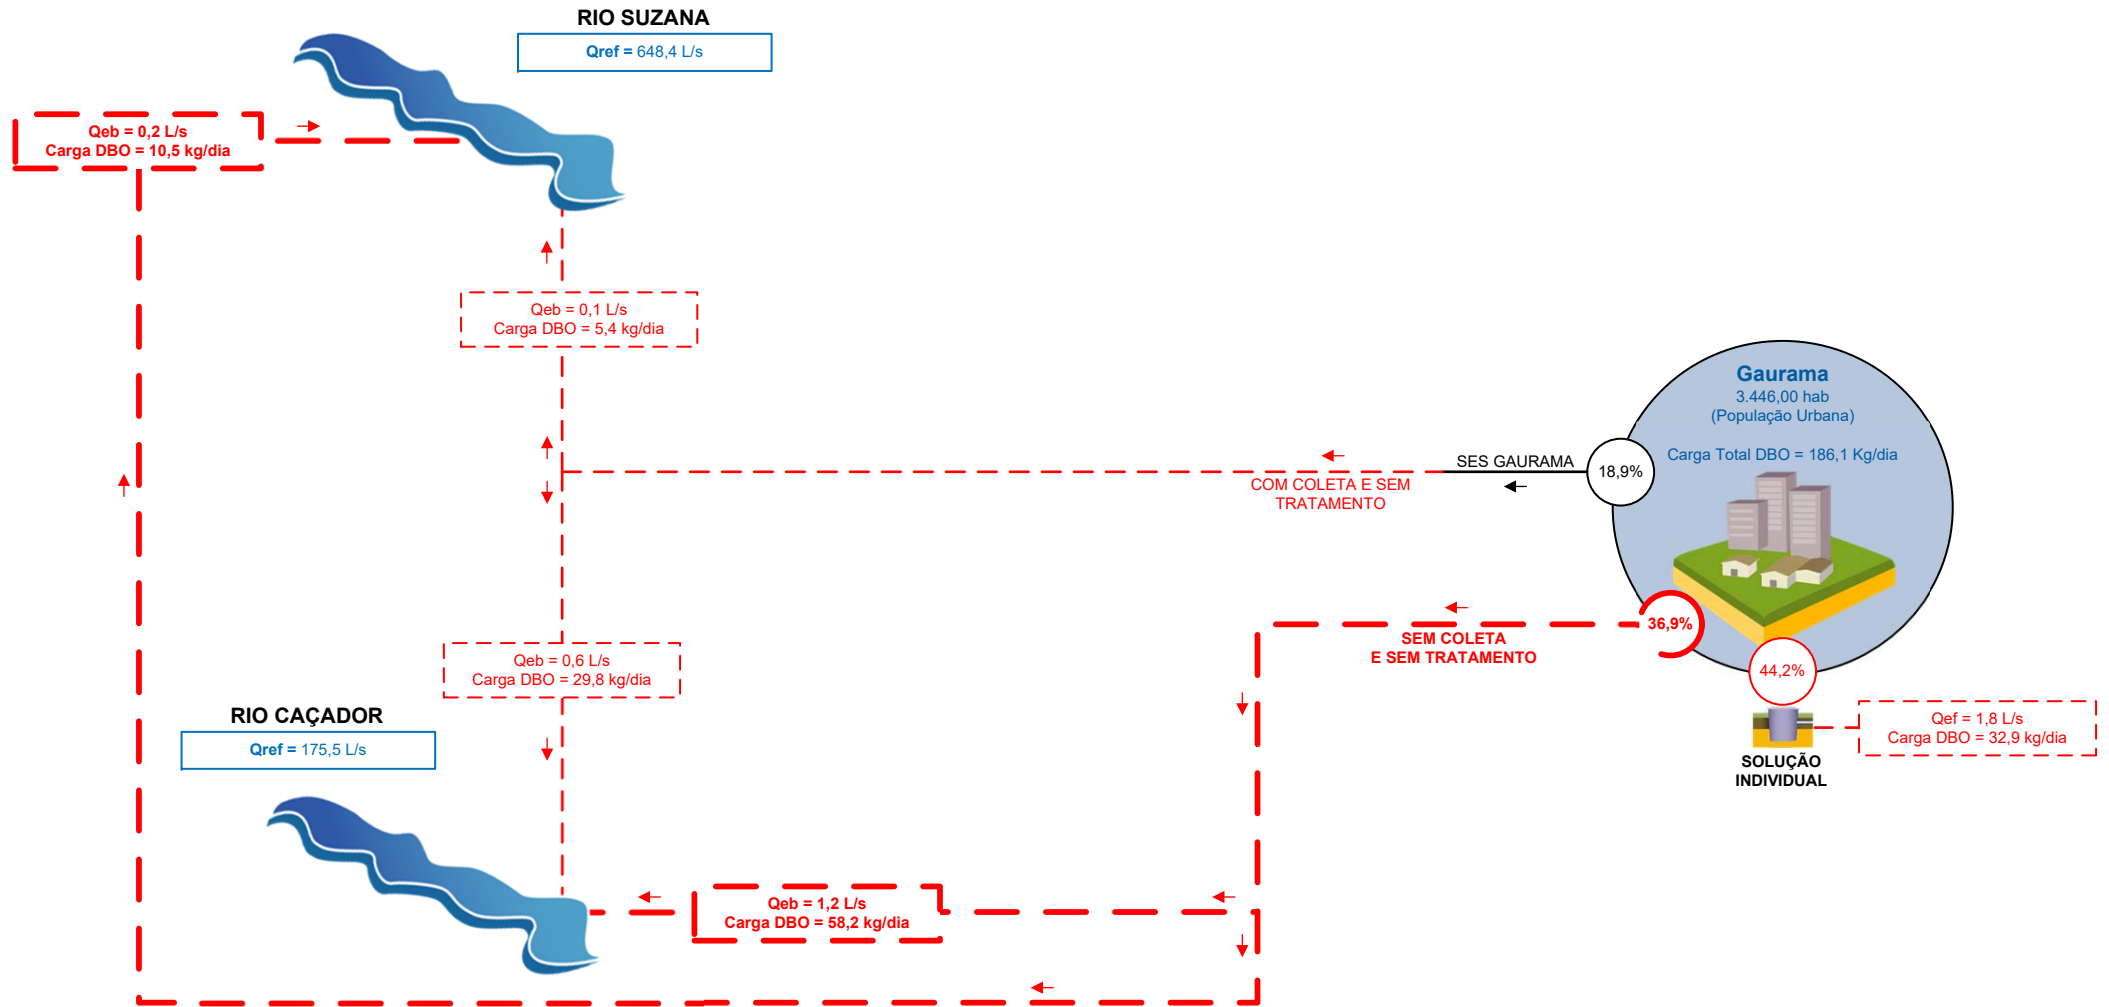 RIO SUZANA
Qref = 648,4 L/s
Qeb = 0,2 L/s
Carga DBO = 10,5 kg/dia
Qeb = 0,1 L/s
Carga DBO = 5,4 kg/dia
Gaurama
3.446,00 hab
(População Urbana)
Carga Total DBO = 186,1 Kg/dia
SES GAURAMA
18,9%
COM COLETA E SEM
TRATAMENTO
36,9%
SEM COLETA
E SEM TRATAMENTO
44,2%
Qeb = 0,6 L/s
Carga DBO = 29,8 kg/dia
RIO CAÇADOR
Qref = 175,5 L/s
Qef = 1,8 L/s
Carga DBO = 32,9 kg/dia
SOLUÇÃO
INDIVIDUAL
Qeb = 1,2 L/s
Carga DBO = 58,2 kg/dia